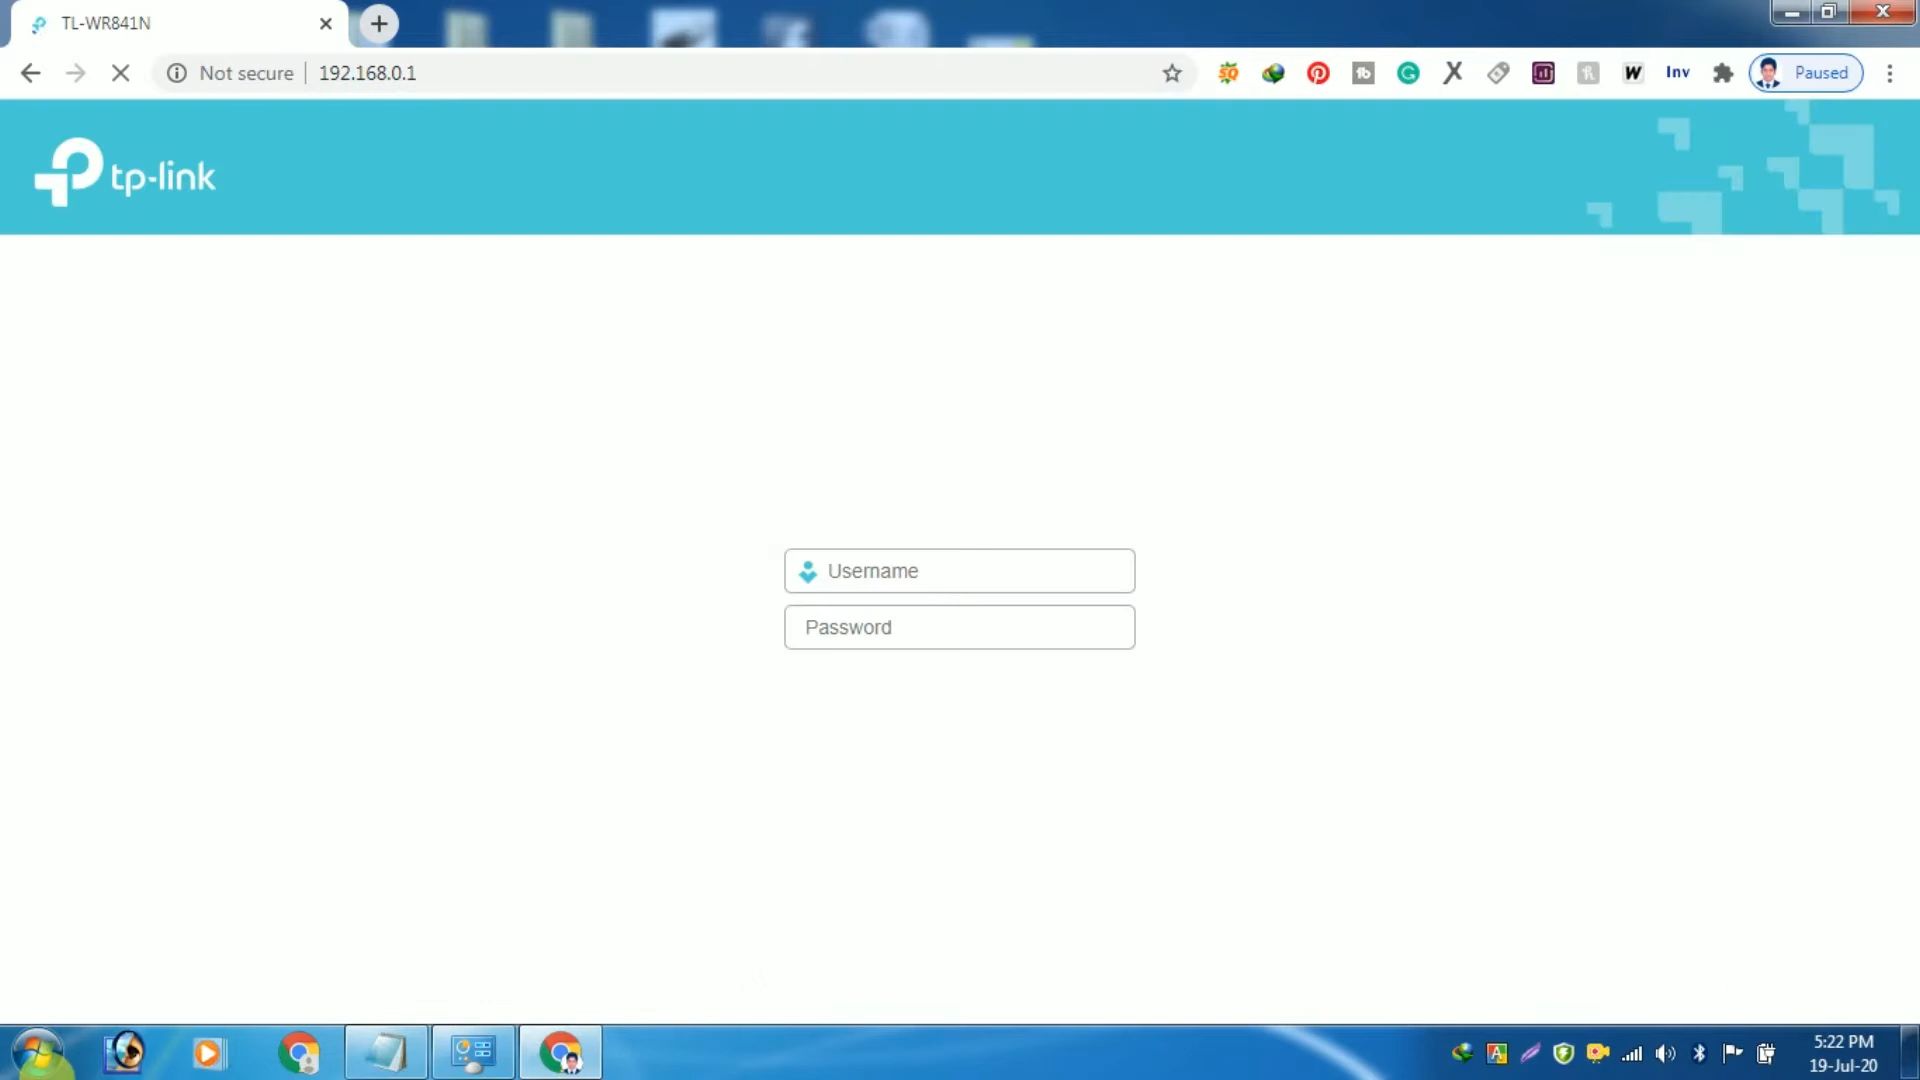 TL-WR841N
Not secure
192.168.0.1
Inv
Paused
tp-link
Username
Password
5:22 PM
19-Jul-20